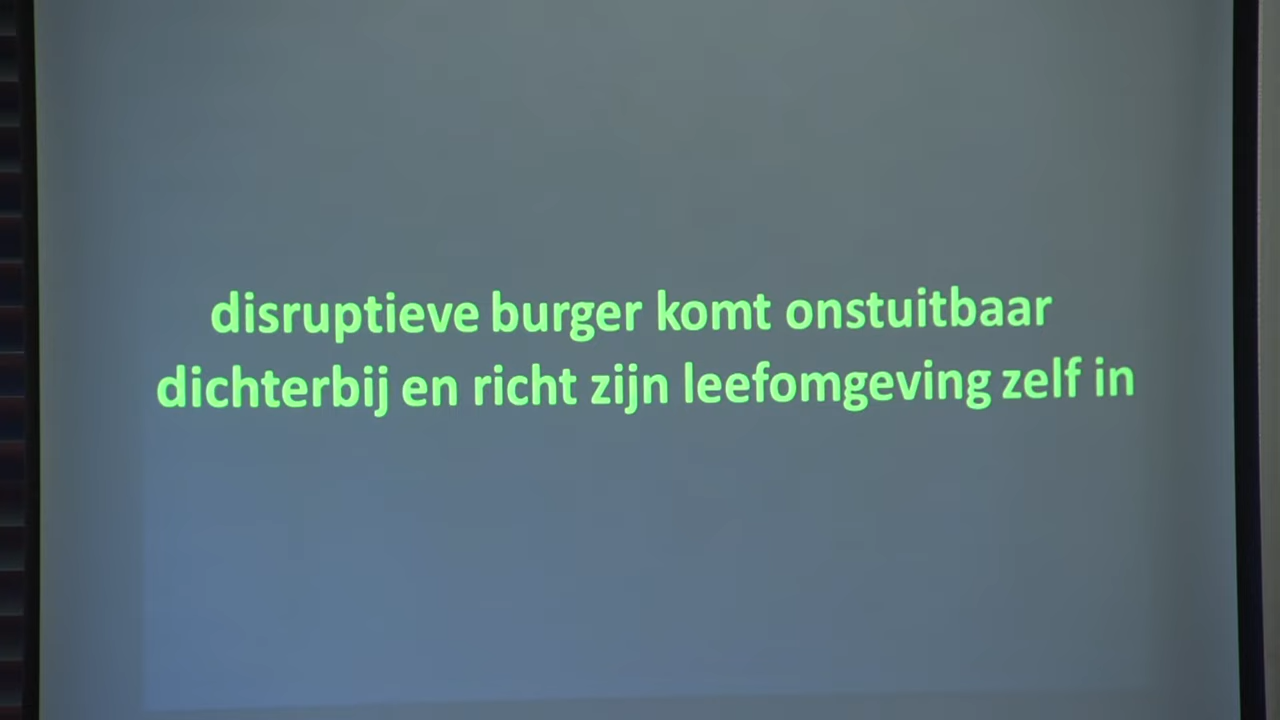 disruptieve burger komt onstuitbaar
dichterbij en richt zijn leefomgeving zelf in